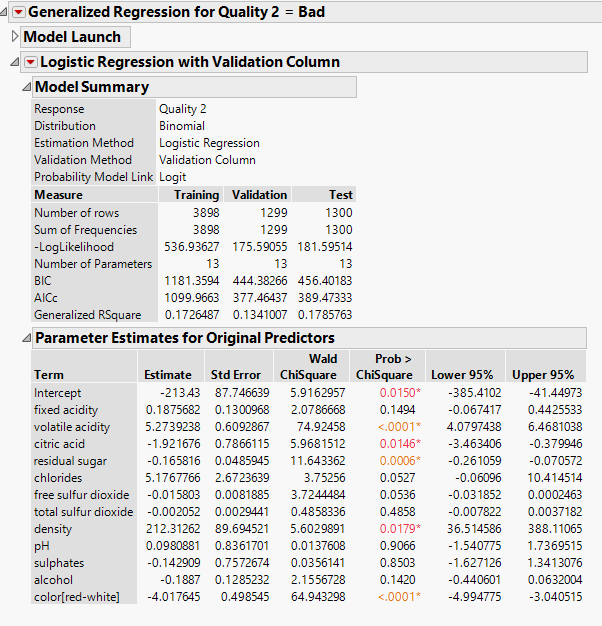 Generalized Regression for Quality 2 = Bad
Model Launch
Logistic Regression with Validation Column
Model Summary
Response Quality 2
Distribution Binomial
Estimation Method Logistic Regression
Validation Method Validation Column
Probability Model Link Logit
Measure Training Validation Test
Number of rows 3898 1299 1300
Sum of Frequencies 3898 1299 1300
-LogLikelihood 536.93627 175.59055 181.59514
Number of Parameters 13 13 13
BIC 1181.3594 444.38266 456.40183
AICc 1099.9663 377.46437 389.47333
Generalized RSquare 0.1726487 0.1341007 0.1785763
Parameter Estimates for Original Predictors
Wald Prob >
Term Estimate Std Error ChiSquare ChiSquare Lower 95% Upper 95%
Intercept -213.43 87.746639 5.9162957 0.0150* -385.4102 -41.44973
fixed acidity 0.1875682 0.1300968 2.0786668 0.1494 -0.067417 0.4425533
volatile acidity 5.2739238 0.6092867 74.92458 <.0001* 4.0797438 6.4681038
citric acid -1.921676 0.7866115 5.9681512 0.0146* -3.463406 -0.379946
residual sugar -0.165816 0.0485945 11.643362 0.0006* -0.261059 -0.070572
chlorides 5.1767766 2.6723639 3.75256 0.0527 -0.06096 10.414514
free sulfur dioxide -0.015803 0.0081885 3.7244484 0.0536 -0.031852 0.0002463
total sulfur dioxide -0.002052 0.0029441 0.4858336 0.4858 -0.007822 0.0037182
density 212.31262 89.694521 5.6029891 0.0179* 36.514586 388.11065
pH 0.0980881 0.8361701 0.0137608 0.9066 -1.540775 1.7369515
sulphates -0.142909 0.7572674 0.0356141 0.8503 -1.627126 1.3413076
alcohol -0.1887 0.1285232 2.1556728 0.1420 -0.440601 0.0632004
color[red-white] -4.017645 0.498545 64.943298 <.0001* -4.994775 -3.040515